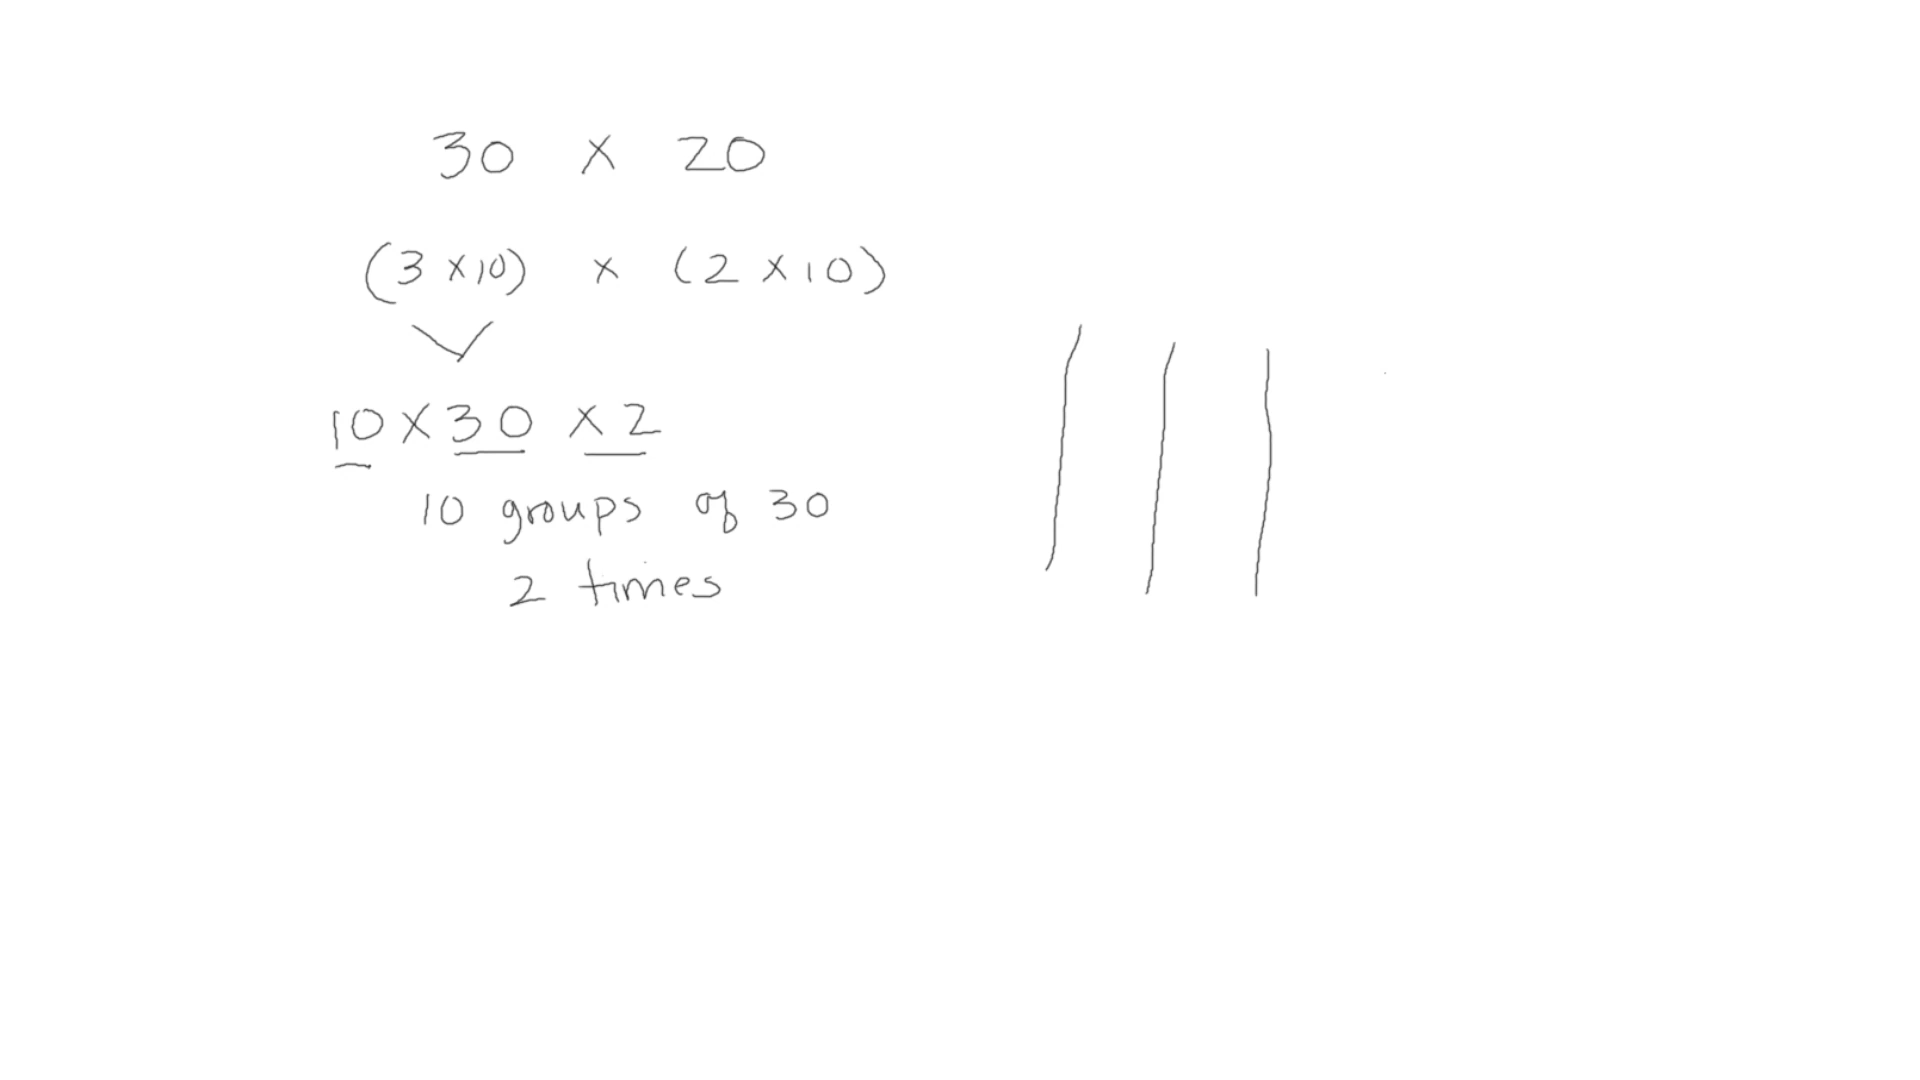 30 x 20
(3 x 10) x (2 x 10)
10 x 30 x 2
10 groups of 30
2 times